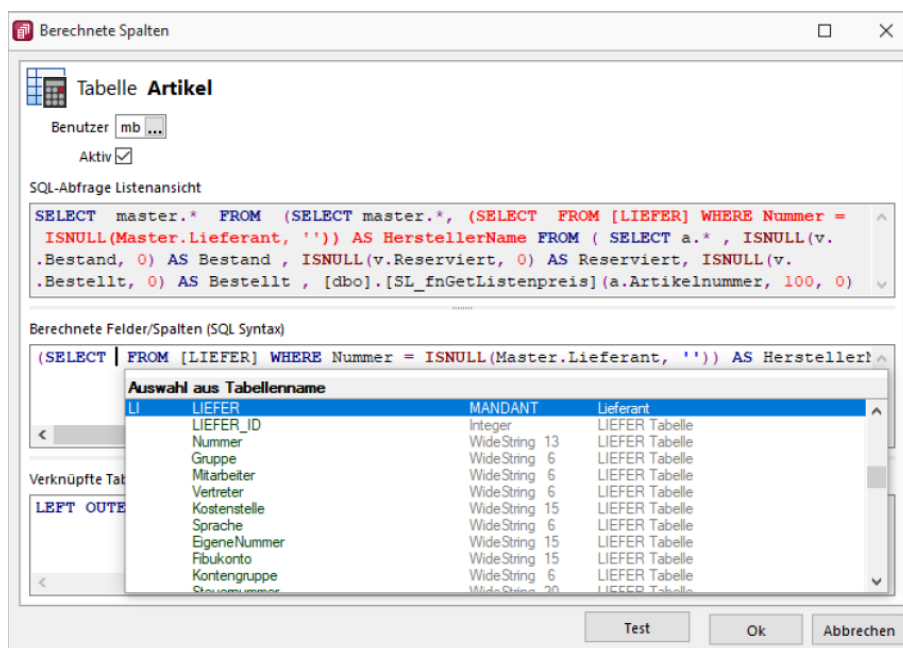 Berechnete Spalten
Tabelle Artikel
Benutzer mb ...
Aktiv
SQL-Abfrage Listenansicht
SELECT master.* FROM (SELECT master.*, (SELECT FROM [LIEFER] WHERE Nummer =
ISNULL(Master.Lieferant, '')) AS HerstellerName FROM ( SELECT a.* , ISNULL(v.
.Bestand, 0) AS Bestand , ISNULL(v.Reserviert, 0) AS Reserviert, ISNULL(v.
.Bestellt, 0) AS Bestellt , [dbo].[SL_fnGetListenpreis](a.Artikelnummer, 100, 0)
Berechnete Felder/Spalten (SQL Syntax)
(SELECT FROM [LIEFER] WHERE Nummer = ISNULL(Master.Lieferant, '')) AS Hersteller
Auswahl aus Tabellenname
LI LIEFER MANDANT Lieferant
LIEFER_ID Integer LIEFER Tabelle
Nummer WideString 13 LIEFER Tabelle
Gruppe WideString 6 LIEFER Tabelle
Mitarbeiter WideString 6 LIEFER Tabelle
Vertreter WideString 6 LIEFER Tabelle
Kostenstelle WideString 15 LIEFER Tabelle
Sprache WideString 6 LIEFER Tabelle
EigeneNummer WideString 15 LIEFER Tabelle
Fibukonto WideString 15 LIEFER Tabelle
Kontengruppe WideString 6 LIEFER Tabelle
Steuernummer WideString 20 LIEFER Tabelle
Verknüpfte Tab
LEFT OUTE
Test Ok Abbrechen